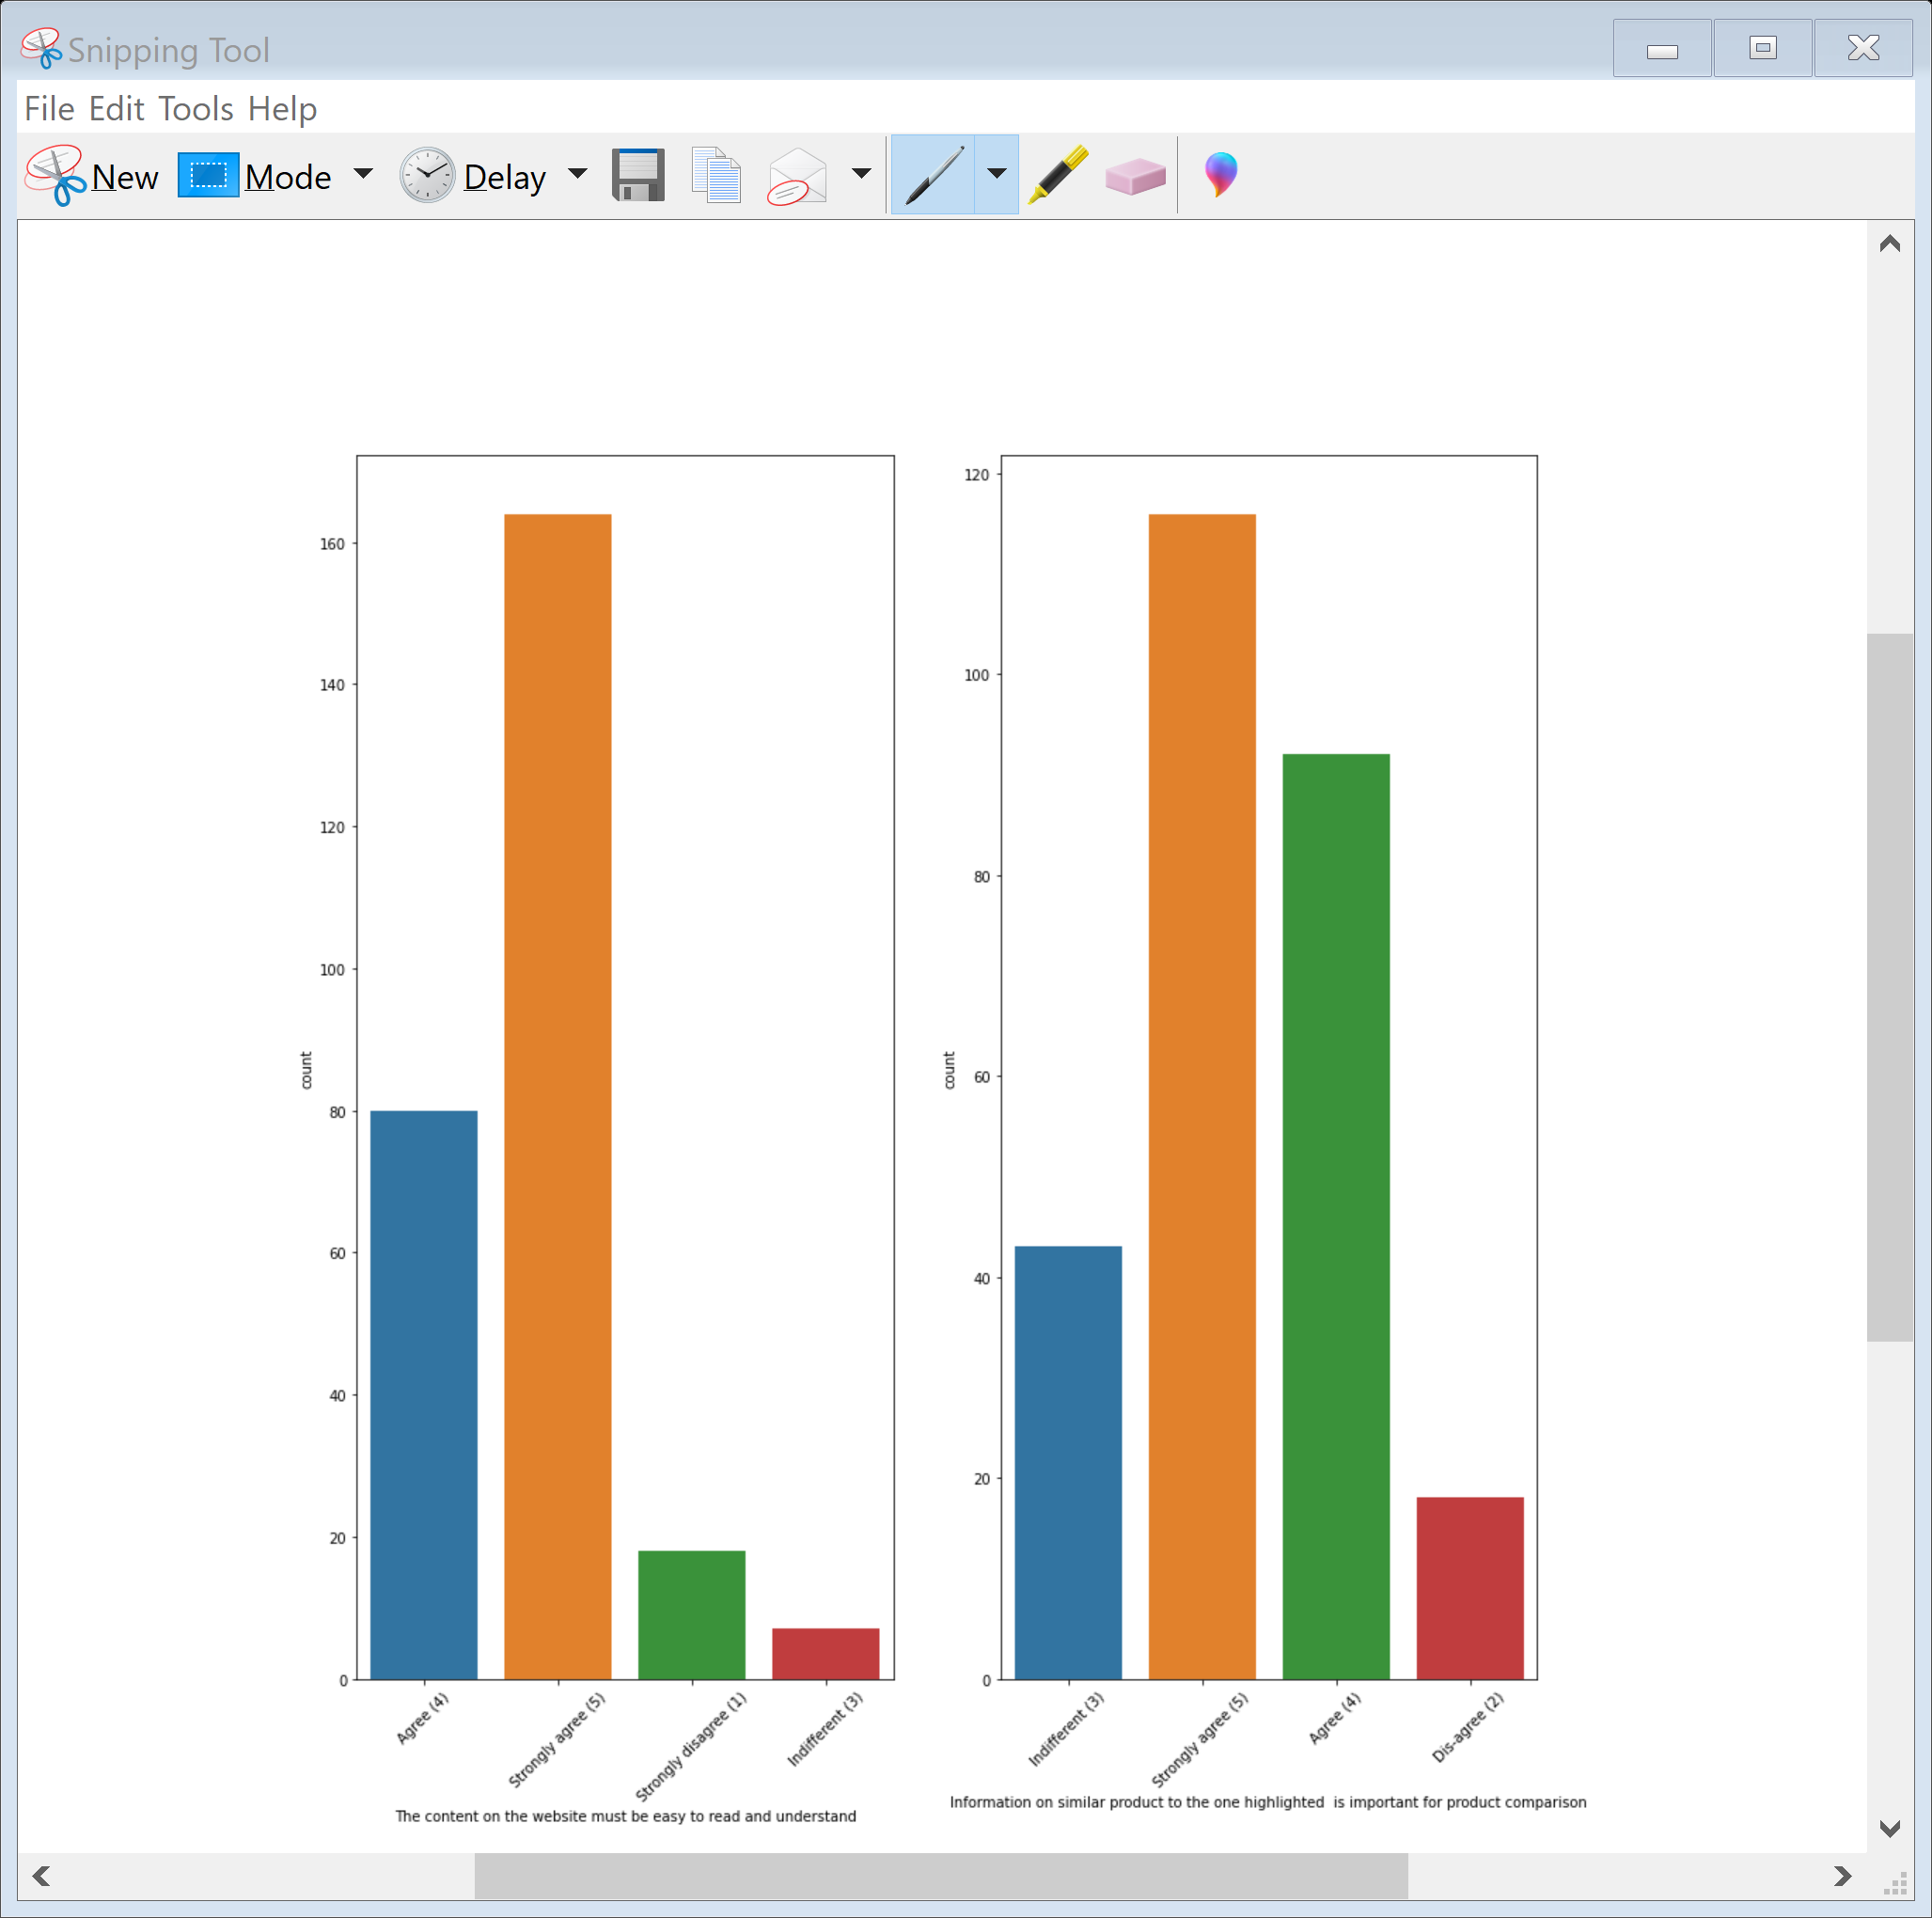 Snipping Tool
File Edit Tools Help
New Mode Delay
160
140
120
100
80
60
40
20
0
count
Agree (4)
Strongly agree (5)
Strongly disagree (1)
Indifferent (3)
The content on the website must be easy to read and understand
120
100
80
60
40
20
0
count
Indifferent (3)
Strongly agree (5)
Agree (4)
Dis-agree (2)
Information on similar product to the one highlighted  is important for product comparison